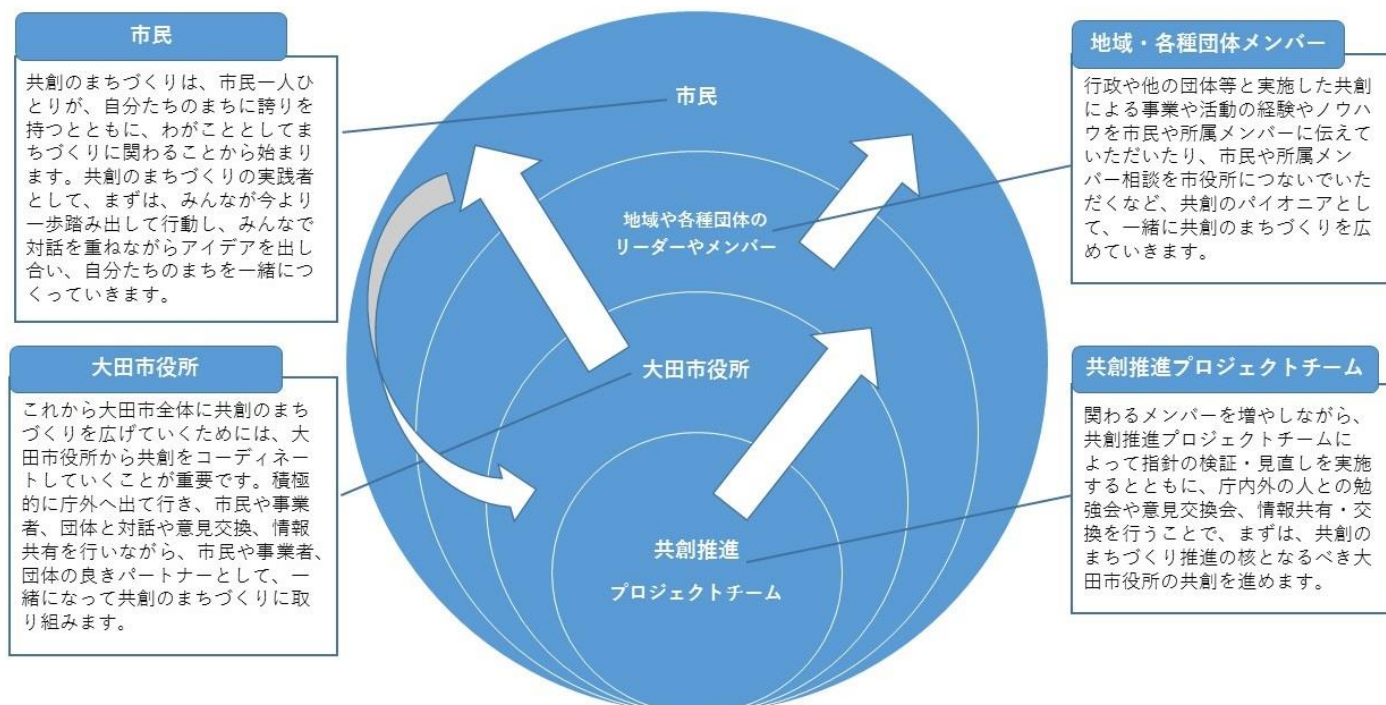 市民
共創のまちづくりは、市民一人ひ
とりが、自分たちのまちに誇りを
持つとともに、わがこととしてま
ちづくりに関わることから始まり
ます。共創のまちづくりの実践者
として、まずは、みんなが今より
一歩踏み出して行動し、みんなで
対話を重ねながらアイデアを出し
合い、自分たちのまちを一緒につ
くっていきます。
大田市役所
これから大田市全体に共創のまち
づくりを広げていくためには、大
田市役所から共創をコーディネー
トしていくことが重要です。積極
的に庁外へ出て行き、市民や事業
者、団体と対話や意見交換、情報
共有を行いながら、市民や事業者、
団体の良きパートナーとして、一
緒になって共創のまちづくりに取
り組みます。
市民
地域や各種団体の
リーダーやメンバー
大田市役所
共創推進
プロジェクトチーム
地域・各種団体メンバー
行政や他の団体等と実施した共創
による事業や活動の経験やノウハ
ウを市民や所属メンバーに伝えて
いただいたり、市民や所属メン
バー相談を市役所につないでいた
だくなど、共創のパイオニアとし
て、一緒に共創のまちづくりを広
めていきます。
共創推進プロジェクトチーム
関わるメンバーを増やしながら、
共創推進プロジェクトチームに
よって指針の検証・見直しを実施
するとともに、庁内外の人との勉
強会や意見交換会、情報共有・交
換を行うことで、まずは、共創の
まちづくり推進の核となるべき大
田市役所の共創を進めます。